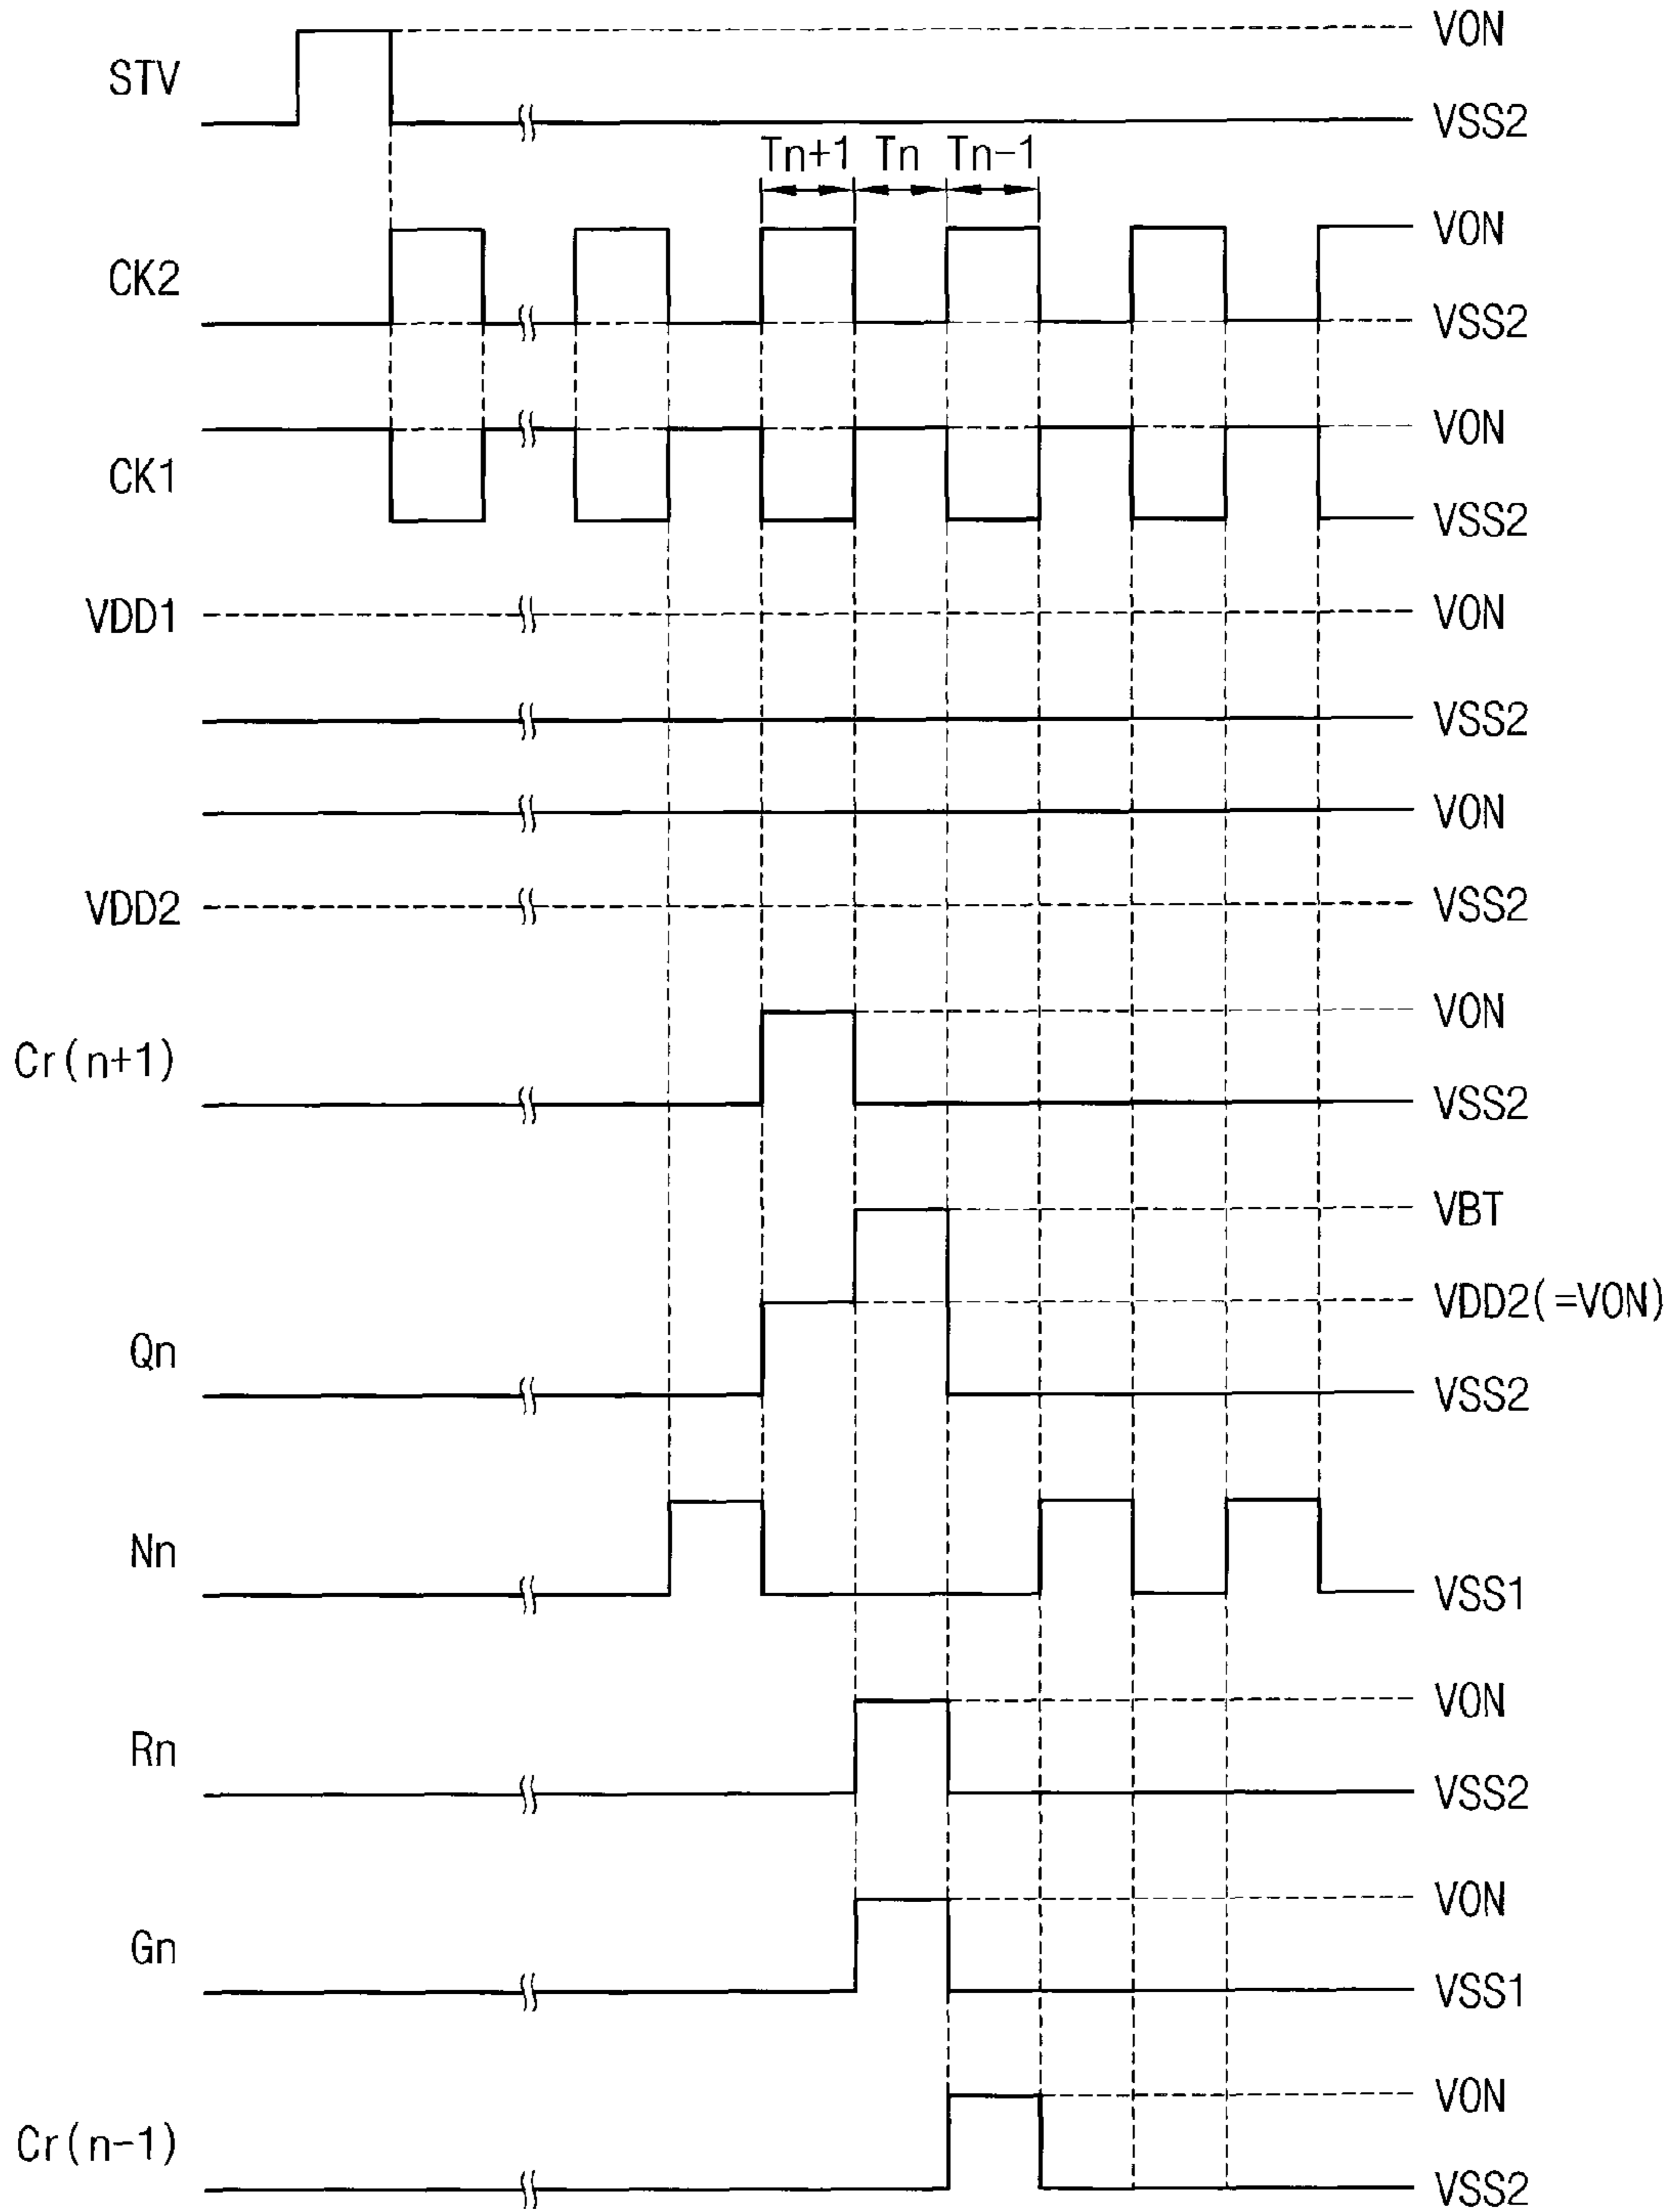 VON
STV
VSS2
Tn+1 Tn Tn-1
VON
CK2
VSS2
VON
CK1
VSS2
VDD1 VON
VSS2
VON
VDD2 VSS2
VON
Cr(n+1)
VSS2
VBT
VDD2(=VON)
Qn
VSS2
Nn
VSS1
VON
Rn
VSS2
VON
Gn
VSS1
VON
Cr(n-1)
VSS2